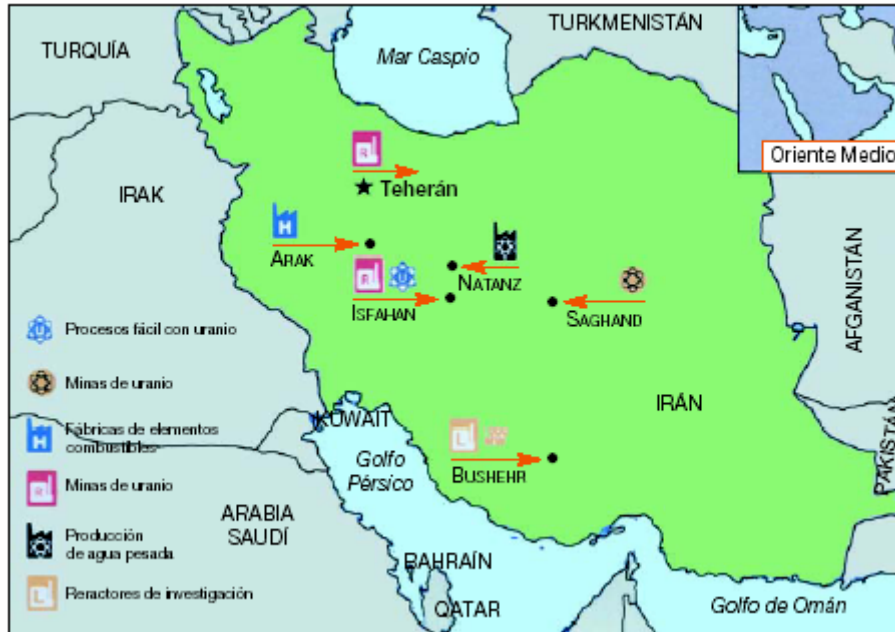 TURQUÍA
Mar Caspio
TURKMENISTÁN
Oriente Medio
IRAK
R
Teherán
H
ARAK
R
U
ISFAHAN
NATANZ
SAGHAND
AFGANISTÁN
IRÁN
PAKISTÁN
KUWAIT
Golfo
Pérsico
L
BUSHEHR
ARABIA
SAUDÍ
BAHRAÍN
QATAR
Golfo de Omán
U
Procesos fácil con uranio
Minas de uranio
H
Fábricas de elementos
combustibles
R
Minas de uranio
Producción
de agua pesada
L
Reractores de investigación